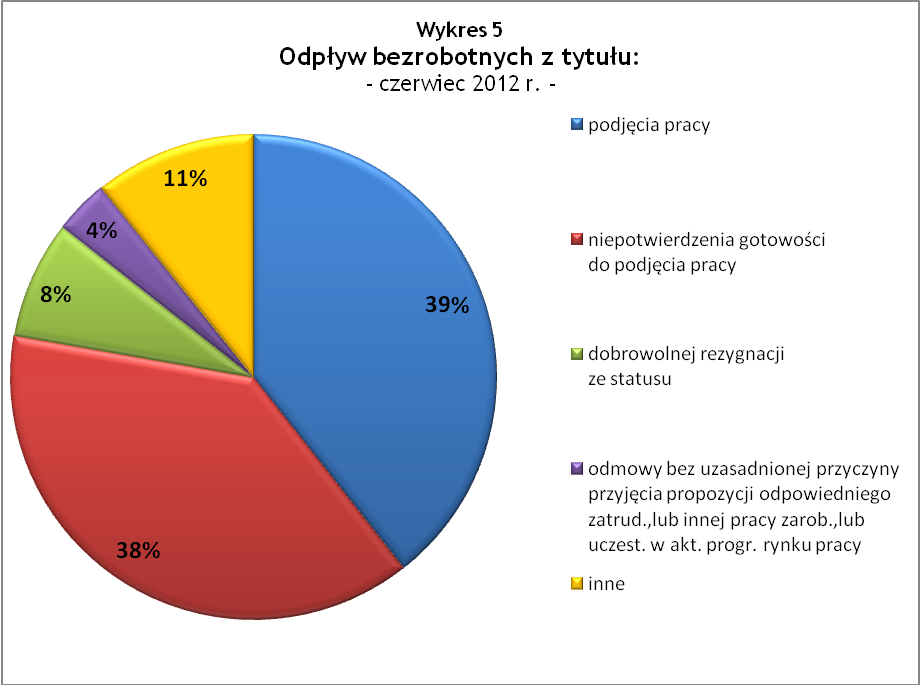 Wykres 5
Odpływ bezrobotnych z tytułu:
- czerwiec 2012 r. -
podjęcia pracy
niepotwierdzenia gotowości
do podjęcia pracy
dobrowolnej rezygnacji
ze statusu
odmowy bez uzasadnionej przyczyny
przyjęcia propozycji odpowiedniego
zatrud.,lub innej pracy zarob.,lub
uczest. w akt. progr. rynku pracy
inne
39%
38%
8%
4%
11%